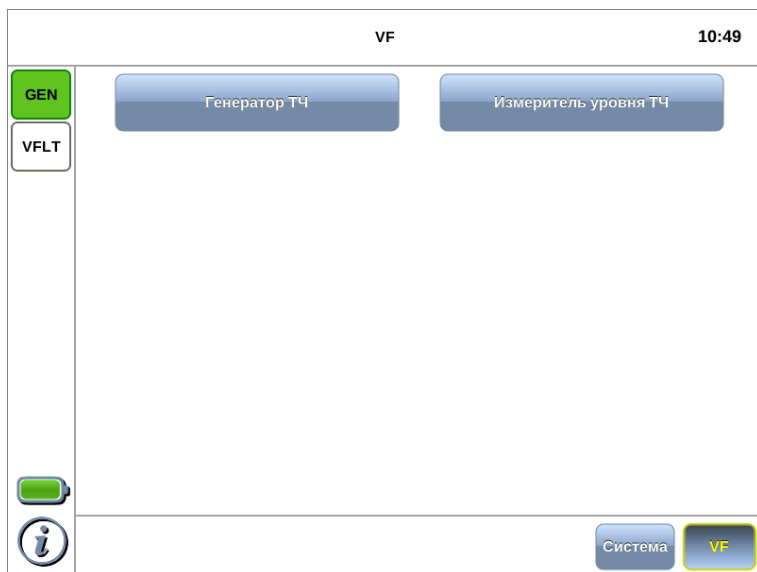 VF
10:49
GEN
Генератор ТЧ
Измеритель уровня ТЧ
VFLT
i
Система
VF